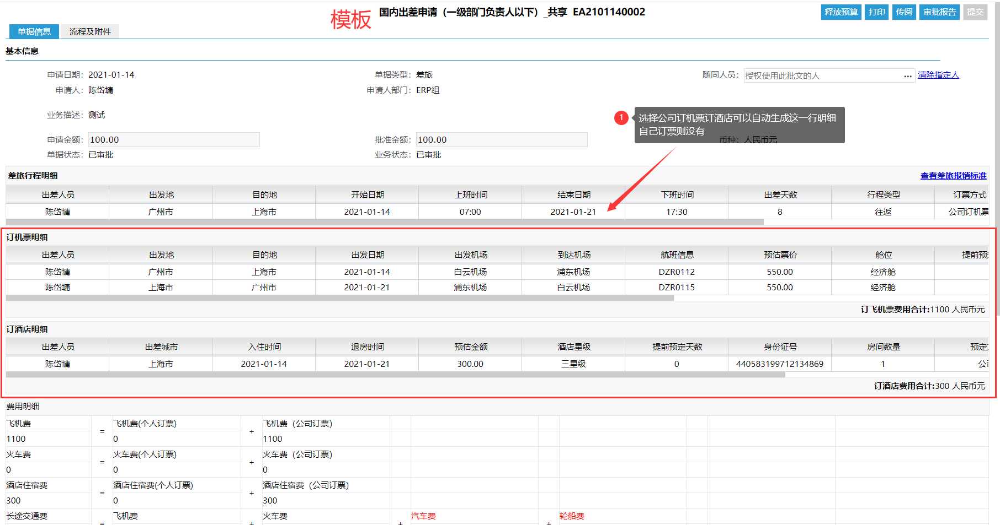 模板
国内出差申请（一级部门负责人以下）_共享 EA2101140002
释放预算 打印 传阅 审批报告 提交
单据信息 流程及附件
基本信息
申请日期： 2021-01-14 单据类型： 差旅 随同人员： 授权使用此批文的人 ... 清除指定人
申请人： 陈岱墉 申请人部门： ERP组
业务描述： 测试
1 选择公司订机票订酒店可以自动生成这一行明细
自己订票则没有
申请金额： 100.00 批准金额： 100.00 币种： 人民币元
单据状态： 已审批 业务状态： 已审批
差旅行程明细 查看差旅报销标准
出差人员 出发地 目的地 开始日期 上班时间 结束日期 下班时间 出差天数 行程类型 订票方式
陈岱墉 广州市 上海市 2021-01-14 07:00 2021-01-21 17:30 8 往返 公司订机票
订机票明细
出差人员 出发地 目的地 出发日期 出发机场 到达机场 航班信息 预估票价 舱位 提前预
陈岱墉 广州市 上海市 2021-01-14 白云机场 浦东机场 DZR0112 550.00 经济舱
陈岱墉 上海市 广州市 2021-01-21 浦东机场 白云机场 DZR0115 550.00 经济舱
订飞机票费用合计:1100 人民币元
订酒店明细
出差人员 出差城市 入住时间 退房时间 预估金额 酒店星级 提前预定天数 身份证号 房间数量 预定
陈岱墉 上海市 2021-01-14 2021-01-21 300.00 三星级 0 440583199712134869 1 公
订酒店费用合计:300 人民币元
费用明细
飞机费 = 飞机费(个人订票) + 飞机费（公司订票）
1100 0 1100
火车费 = 火车费(个人订票) + 火车费（公司订票）
0 0 0
酒店住宿费 = 酒店住宿费(个人订票) + 酒店住宿费（公司订票）
300 0 300
长途交通费 = 飞机费 + 火车费 + 汽车费 + 轮船费